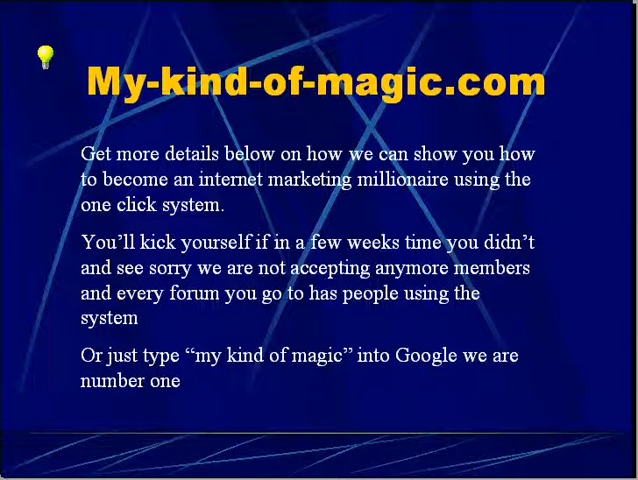 My-kind-of-magic.com
Get more details below on how we can show you how
to become an internet marketing millionaire using the
one click system.
You’ll kick yourself if in a few weeks time you didn’t
and see sorry we are not accepting anymore members
and every forum you go to has people using the
system
Or just type “my kind of magic” into Google we are
number one